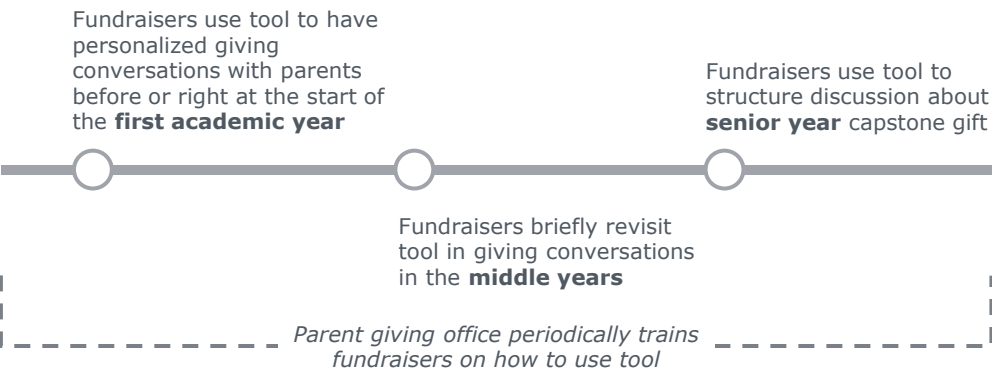 Fundraisers use tool to have
personalized giving
conversations with parents
before or right at the start of
the first academic year
Fundraisers use tool to
structure discussion about
senior year capstone gift
Fundraisers briefly revisit
tool in giving conversations
in the middle years
Parent giving office periodically trains
fundraisers on how to use tool